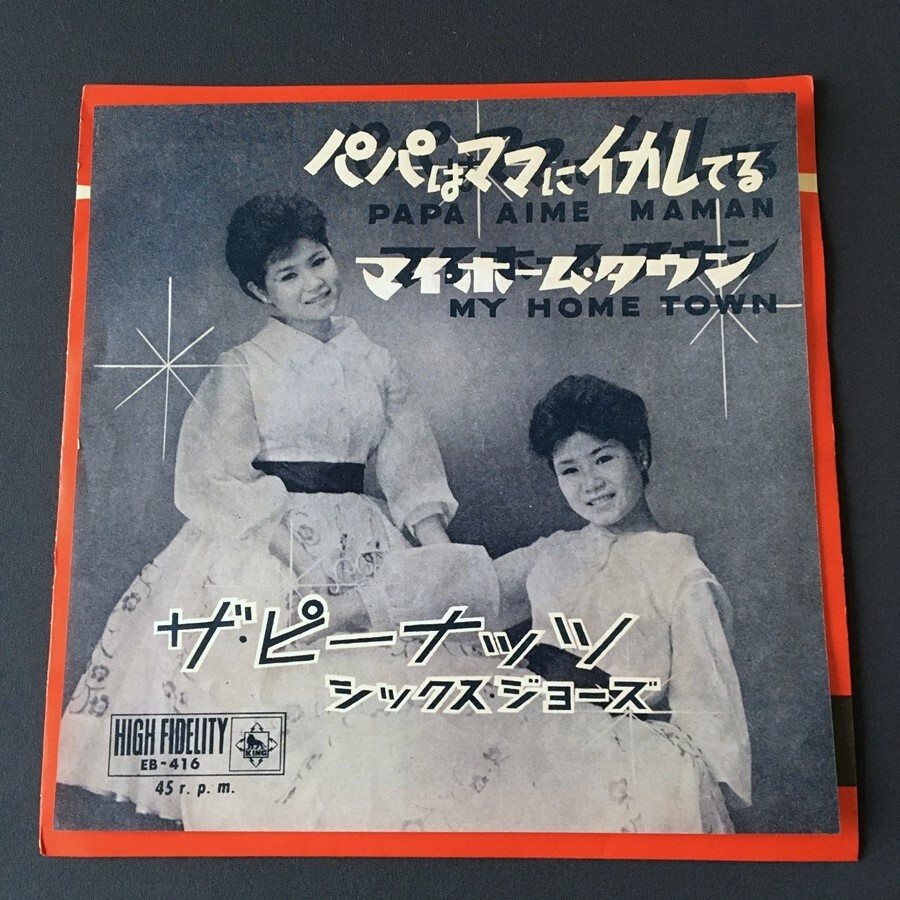 パパはママにイカしてる
PAPA AIME MAMAN
マイ・ホーム・タウン
MY HOME TOWN
ザ・ピーナッツ
シックス・ジョーズ
HIGH FIDELITY
EB-416
KING
45 r. p. m.